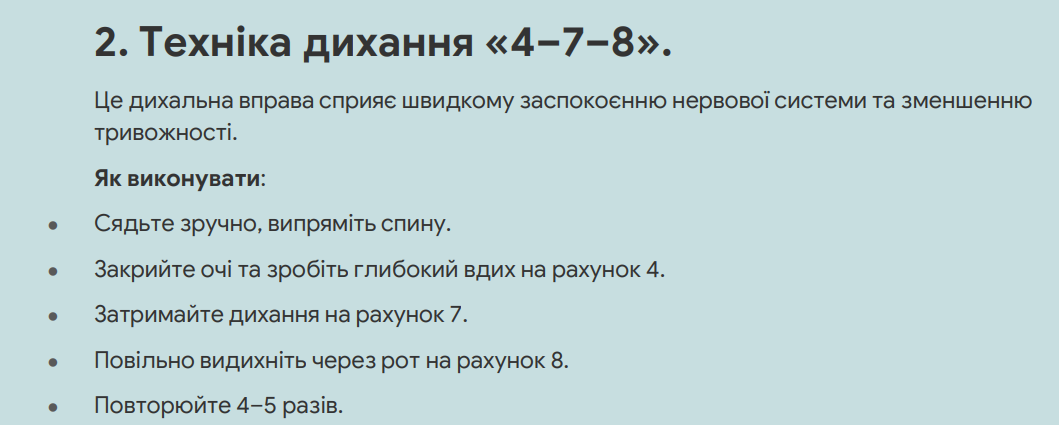 2. Техніка дихання «4–7–8».
Це дихальна вправа сприяє швидкому заспокоєнню нервової системи та зменшенню
тривожності.
Як виконувати:
● Сядьте зручно, випряміть спину.
● Закрийте очі та зробіть глибокий вдих на рахунок 4.
● Затримайте дихання на рахунок 7.
● Повільно видихніть через рот на рахунок 8.
● Повторюйте 4–5 разів.